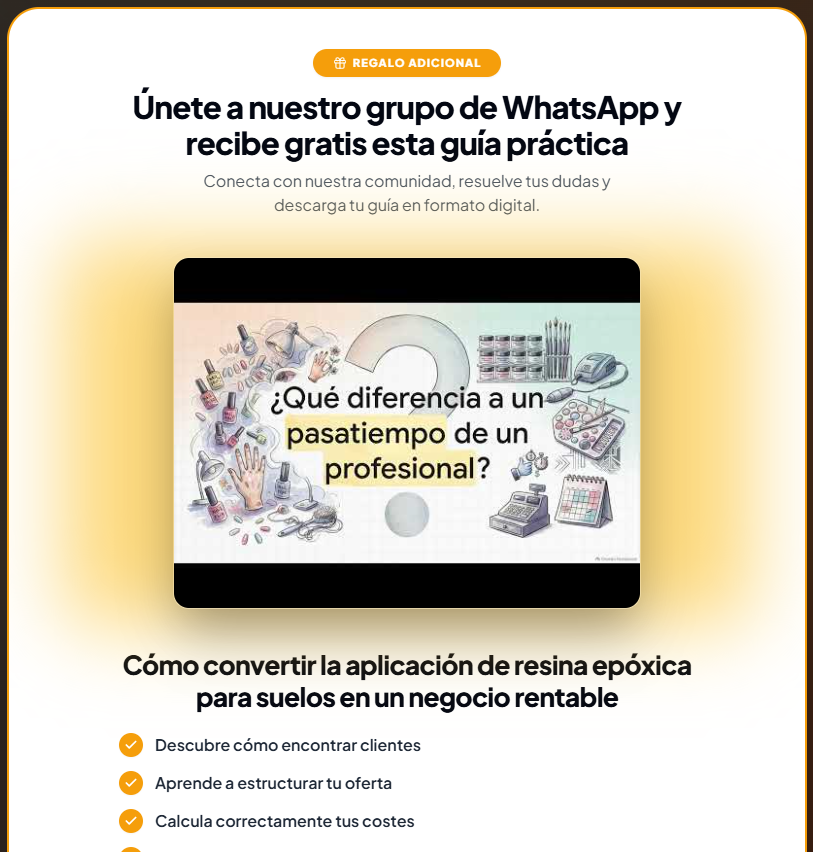 REGALO ADICIONAL
Únete a nuestro grupo de WhatsApp y
recibe gratis esta guía práctica
Conecta con nuestra comunidad, resuelve tus dudas y
descarga tu guía en formato digital.
¿Qué diferencia a un
pasatiempo de un
profesional?
Cómo convertir la aplicación de resina epóxica
para suelos en un negocio rentable
Descubre cómo encontrar clientes
Aprende a estructurar tu oferta
Calcula correctamente tus costes